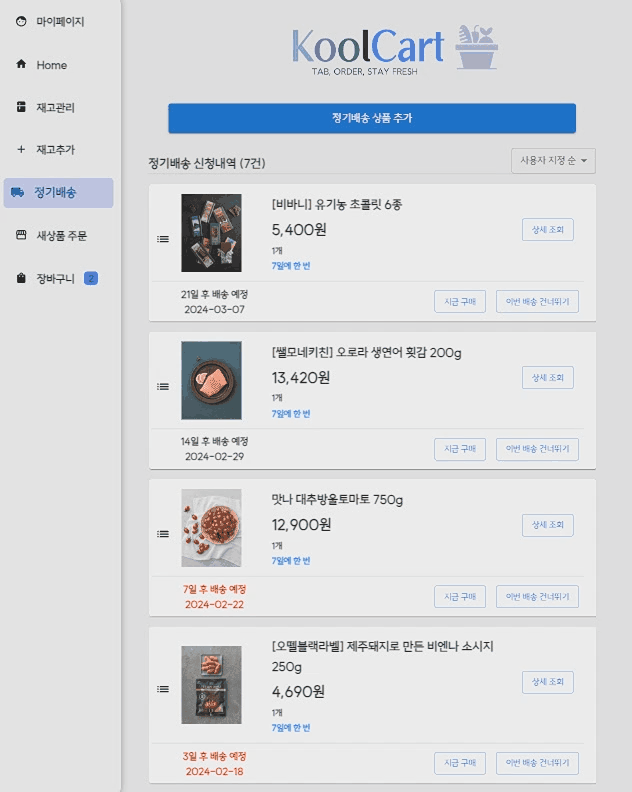 마이페이지
Home
재고관리
재고추가
정기배송
새상품 주문
장바구니 2
KoolCart
TAB, ORDER, STAY FRESH
정기배송 상품 추가
정기배송 신청내역 (7건)
사용자 지정 순
[비바니] 유기농 초콜릿 6종
5,400원
1개
7일에 한 번
상세 조회
21일 후 배송 예정
2024-03-07
지금 구매
이번 배송 건너뛰기
[쌜모네키친] 오로라 생연어 횟감 200g
13,420원
1개
7일에 한 번
상세 조회
14일 후 배송 예정
2024-02-29
지금 구매
이번 배송 건너뛰기
맛나 대추방울토마토 750g
12,900원
1개
7일에 한 번
상세 조회
7일 후 배송 예정
2024-02-22
지금 구매
이번 배송 건너뛰기
[오뗄블랙라벨] 제주돼지로 만든 비엔나 소시지
250g
4,690원
1개
7일에 한 번
상세 조회
3일 후 배송 예정
2024-02-18
지금 구매
이번 배송 건너뛰기